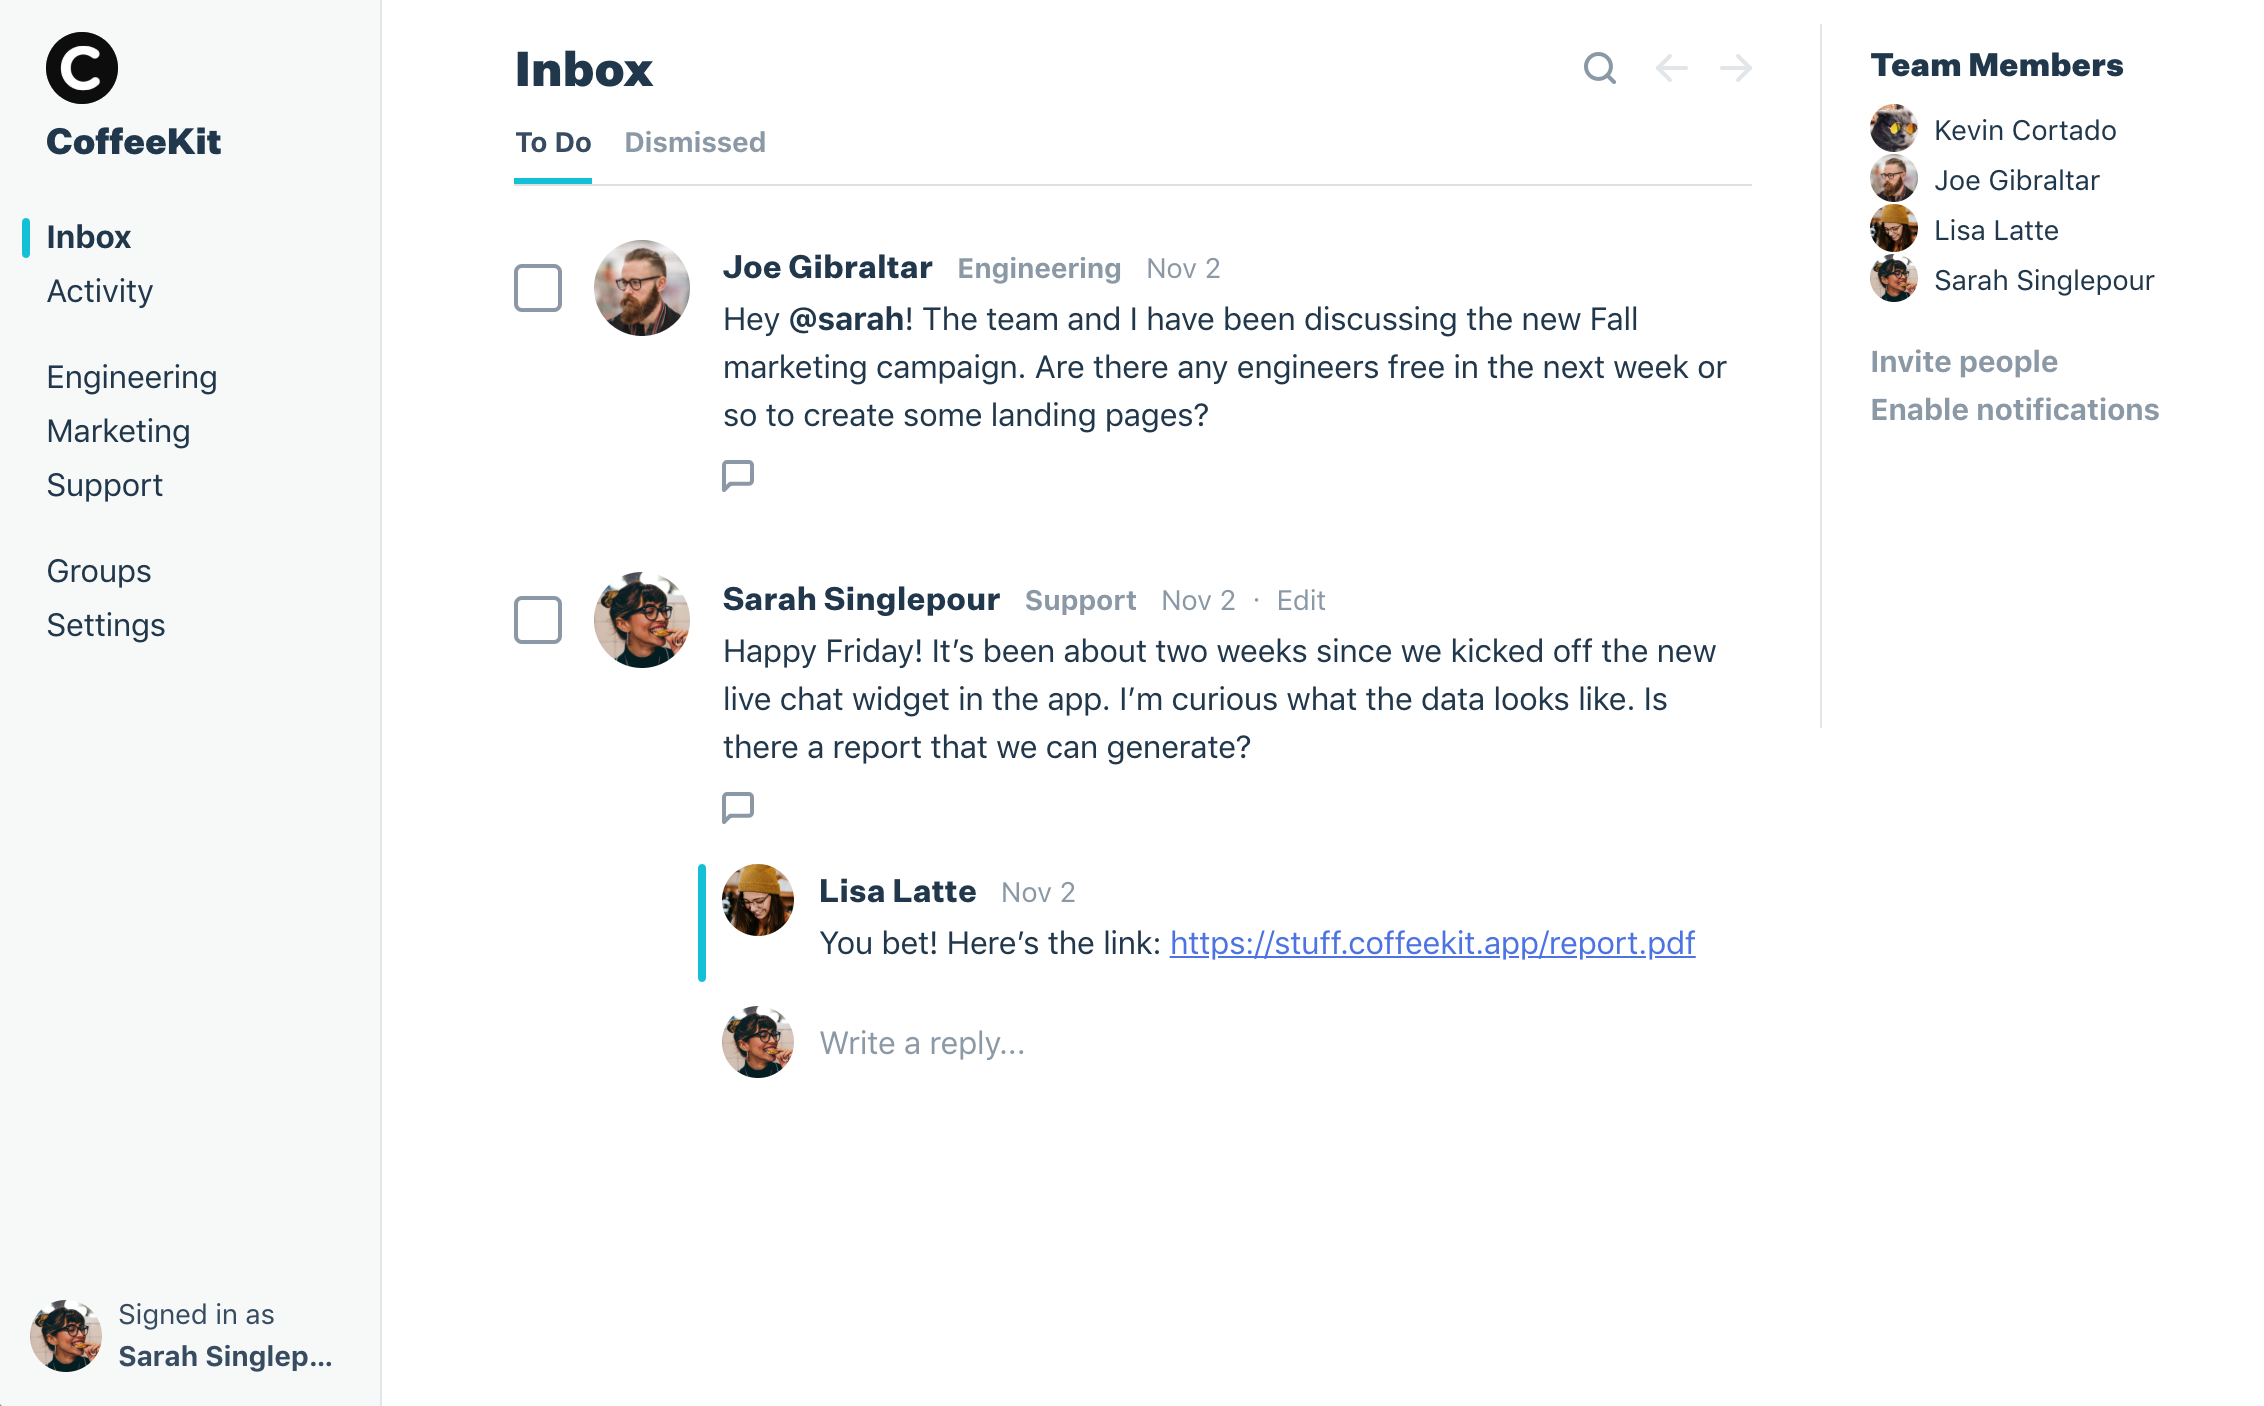 CoffeeKit
Inbox
Activity
Engineering
Marketing
Support
Groups
Settings
Signed in as
Sarah Singlep...
Inbox
To Do Dismissed
Joe Gibraltar Engineering Nov 2
Hey @sarah! The team and I have been discussing the new Fall
marketing campaign. Are there any engineers free in the next week or
so to create some landing pages?
Sarah Singlepour Support Nov 2 · Edit
Happy Friday! It’s been about two weeks since we kicked off the new
live chat widget in the app. I’m curious what the data looks like. Is
there a report that we can generate?
Lisa Latte Nov 2
You bet! Here’s the link: https://stuff.coffeekit.app/report.pdf
Write a reply...
Team Members
Kevin Cortado
Joe Gibraltar
Lisa Latte
Sarah Singlepour
Invite people
Enable notifications